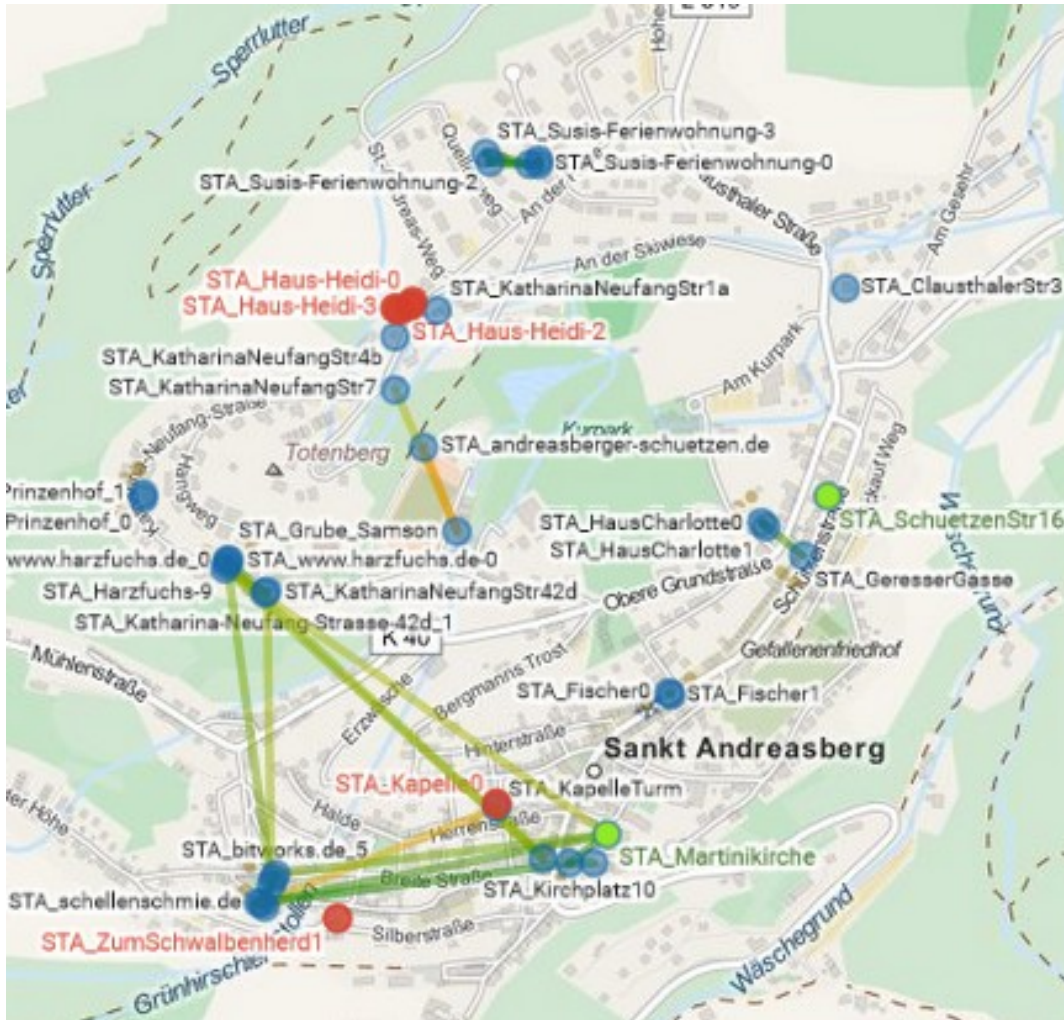 Sperrlutter
STA_Susis-Ferienwohnung-3
STA_Susis-Ferienwohnung-0
STA_Susis-Ferienwohnung-2
Sperrlutter
An der Skiwiese
Am Gesehr
STA_Haus-Heidi-0
STA_KatharinaNeufangStr1a
STA_ClausthalerStr3
STA_Haus-Heidi-3
STA_Haus-Heidi-2
STA_KatharinaNeufangStr4b
STA_KatharinaNeufangStr7
Am Kurpark
Kurpark
Totenberg
STA_andreasberger-schuetzen.de
Hangweg
Prinzenhof_1
Prinzenhof_0
STA_Grube_Samson
STA_HausCharlotte0
STA_SchuetzenStr16
STA_HausCharlotte1
www.harzfuchs.de_0
STA_www.harzfuchs.de-0
STA_GeresserGasse
STA_Harzfuchs-9
STA_KatharinaNeufangStr42d
Obere Grundstraße
STA_Katharina-Neufang-Strasse-42d_1
K 40
Gefallenenfriedhof
Mühlenstraße
Bergmanns Trost
Erzwäsche
STA_Fischer0
STA_Fischer1
Hinterstraße
Sankt Andreasberg
STA_Kapelle0
STA_KapelleTurm
Halde
Herrenstraße
STA_bitworks.de_5
STA_Martinikirche
Breite Straße
STA_Kirchplatz10
STA_schellenschmie.de
STA_ZumSchwalbenherd1
Silberstraße
Wäschegrund